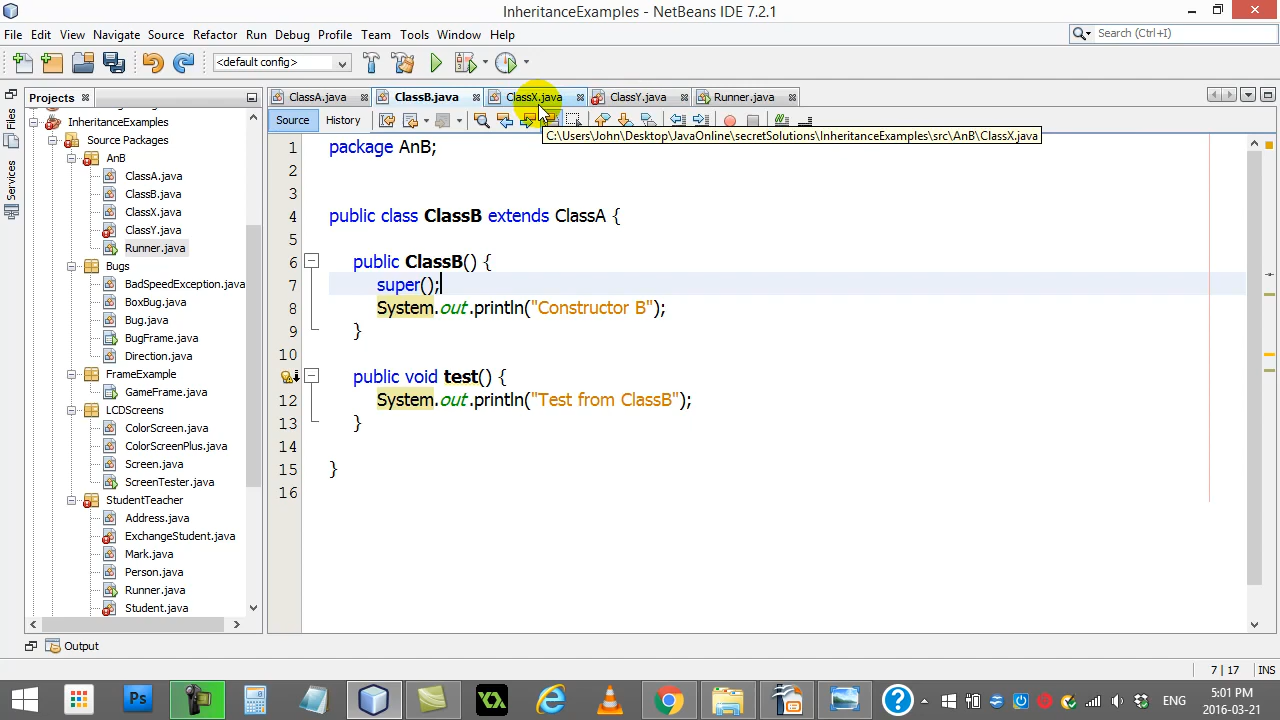 InheritanceExamples - NetBeans IDE 7.2.1
File Edit View Navigate Source Refactor Run Debug Profile Team Tools Window Help
Search (Ctrl+I)
<default config>
Projects
ClassA.java ClassB.java ClassX.java ClassY.java Runner.java
Files
Services
InheritanceExamples
Source Packages
AnB
ClassA.java
ClassB.java
ClassX.java
ClassY.java
Runner.java
Bugs
BadSpeedException.java
BoxBug.java
Bug.java
BugFrame.java
Direction.java
FrameExample
GameFrame.java
LCDScreens
ColorScreen.java
ColorScreenPlus.java
Screen.java
ScreenTester.java
StudentTeacher
Address.java
ExchangeStudent.java
Mark.java
Person.java
Runner.java
Student.java
Source History
C:\Users\John\Desktop\JavaOnline\secretSolutions\InheritanceExamples\src\AnB\ClassX.java
1 package AnB;
2
3
4 public class ClassB extends ClassA {
5
6 public ClassB() {
7 super();
8 System.out.println("Constructor B");
9 }
10
public void test() {
12 System.out.println("Test from ClassB");
13 }
14
15 }
16
Output
7 | 17 INS
Ps
ENG
5:01 PM
2016-03-21